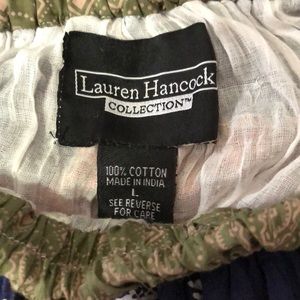 Lauren Hancock
COLLECTION™
100% COTTON
MADE IN INDIA
L
SEE REVERSE
FOR CARE